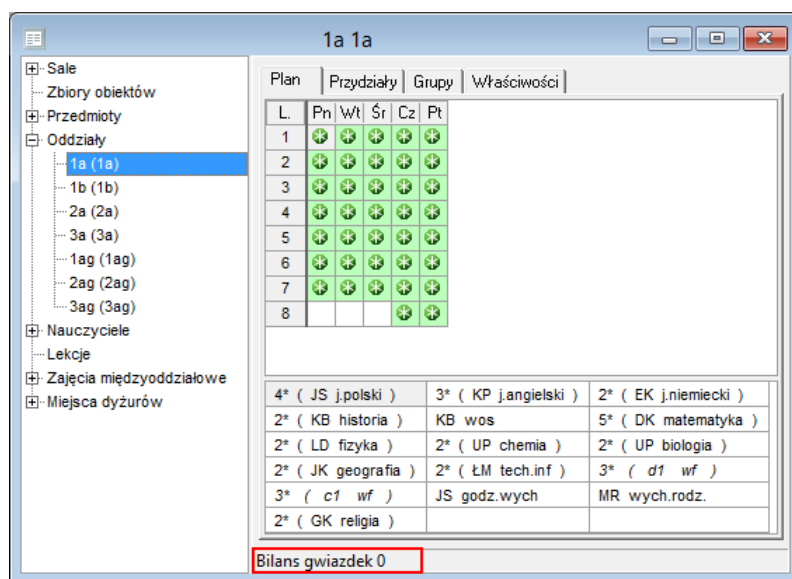 1a 1a
Sale
Zbiory obiektów
Przedmioty
Oddziały
1a (1a)
1b (1b)
2a (2a)
3a (3a)
1ag (1ag)
2ag (2ag)
3ag (3ag)
Nauczyciele
Lekcje
Zajęcia międzyoddziałowe
Miejsca dyżurów
Plan Przydziały Grupy Właściwości
L. Pn Wt Śr Cz Pt
1
2
3
4
5
6
7
8
4* ( JS j.polski ) 3* ( KP j.angielski ) 2* ( EK j.niemiecki )
2* ( KB historia ) KB wos 5* ( DK matematyka )
2* ( LD fizyka ) 2* ( UP chemia ) 2* ( UP biologia )
2* ( JK geografia ) 2* ( ŁM tech.inf ) 3* ( d1 wf )
3* ( c1 wf ) JS godz.wych MR wych.rodz.
2* ( GK religia )
Bilans gwiazdek 0